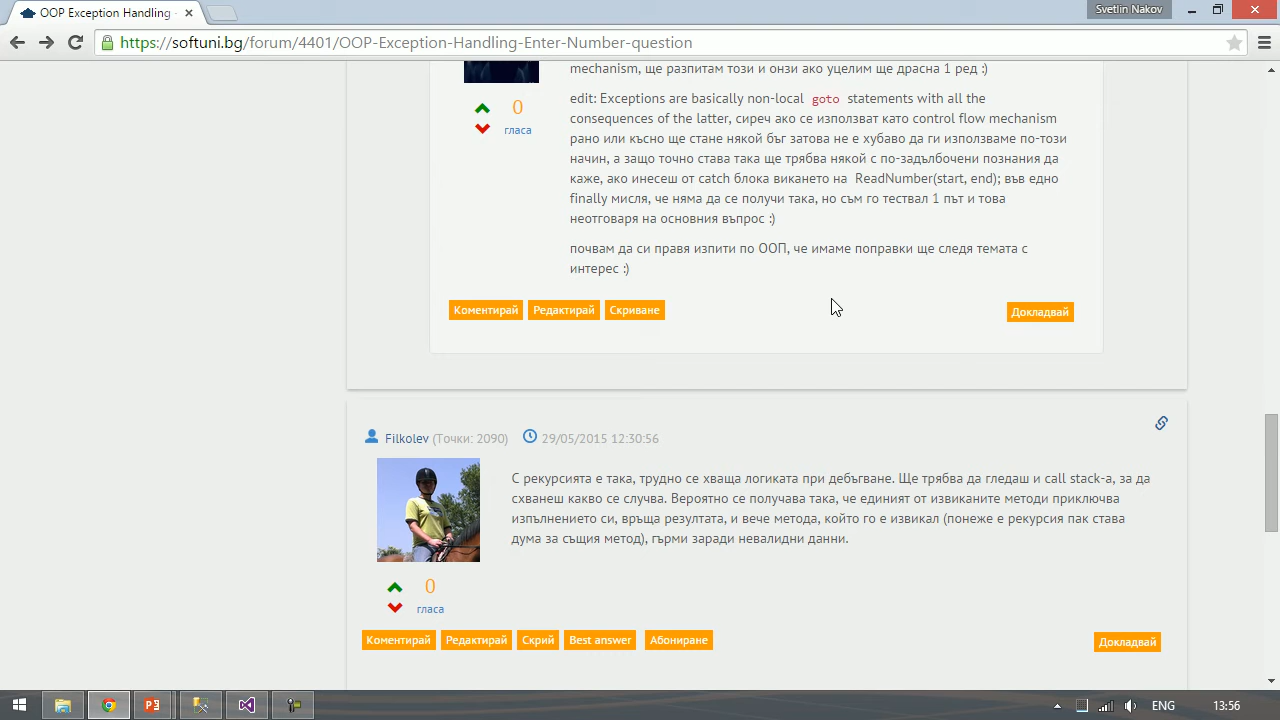 OOP Exception Handling
Svetlin Nakov
https://softuni.bg/forum/4401/OOP-Exception-Handling-Enter-Number-question
mechanism, ще разпитам този и онзи ако уцелим ще драсна 1 ред :)
0
гласа
edit: Exceptions are basically non-local goto statements with all the
consequences of the latter, сиреч ако се използват като control flow mechanism
рано или късно ще стане някой бъг затова не е хубаво да ги използваме по-този
начин, а защо точно става така ще трябва някой с по-задълбочени познания да
каже, ако инесеш от catch блока викането на ReadNumber(start, end); във едно
finally мисля, че няма да се получи така, но съм го тествал 1 път и това
неотговаря на основния въпрос :)
почвам да си правя изпити по ООП, че имаме поправки ще следя темата с
интерес :)
Коментирай Редактирай Скриване Докладвай
Filkolev (Точки: 2090) 29/05/2015 12:30:56
С рекурсията е така, трудно се хваща логиката при дебъгване. Ще трябва да гледаш и call stack-а, за да
схванеш какво се случва. Вероятно се получава така, че единият от извиканите методи приключва
изпълнението си, връща резултата, и вече метода, който го е извикал (понеже е рекурсия пак става
дума за същия метод), гърми заради невалидни данни.
0
гласа
Коментирай Редактирай Скрий Best answer Абониране Докладвай
ENG 13:56